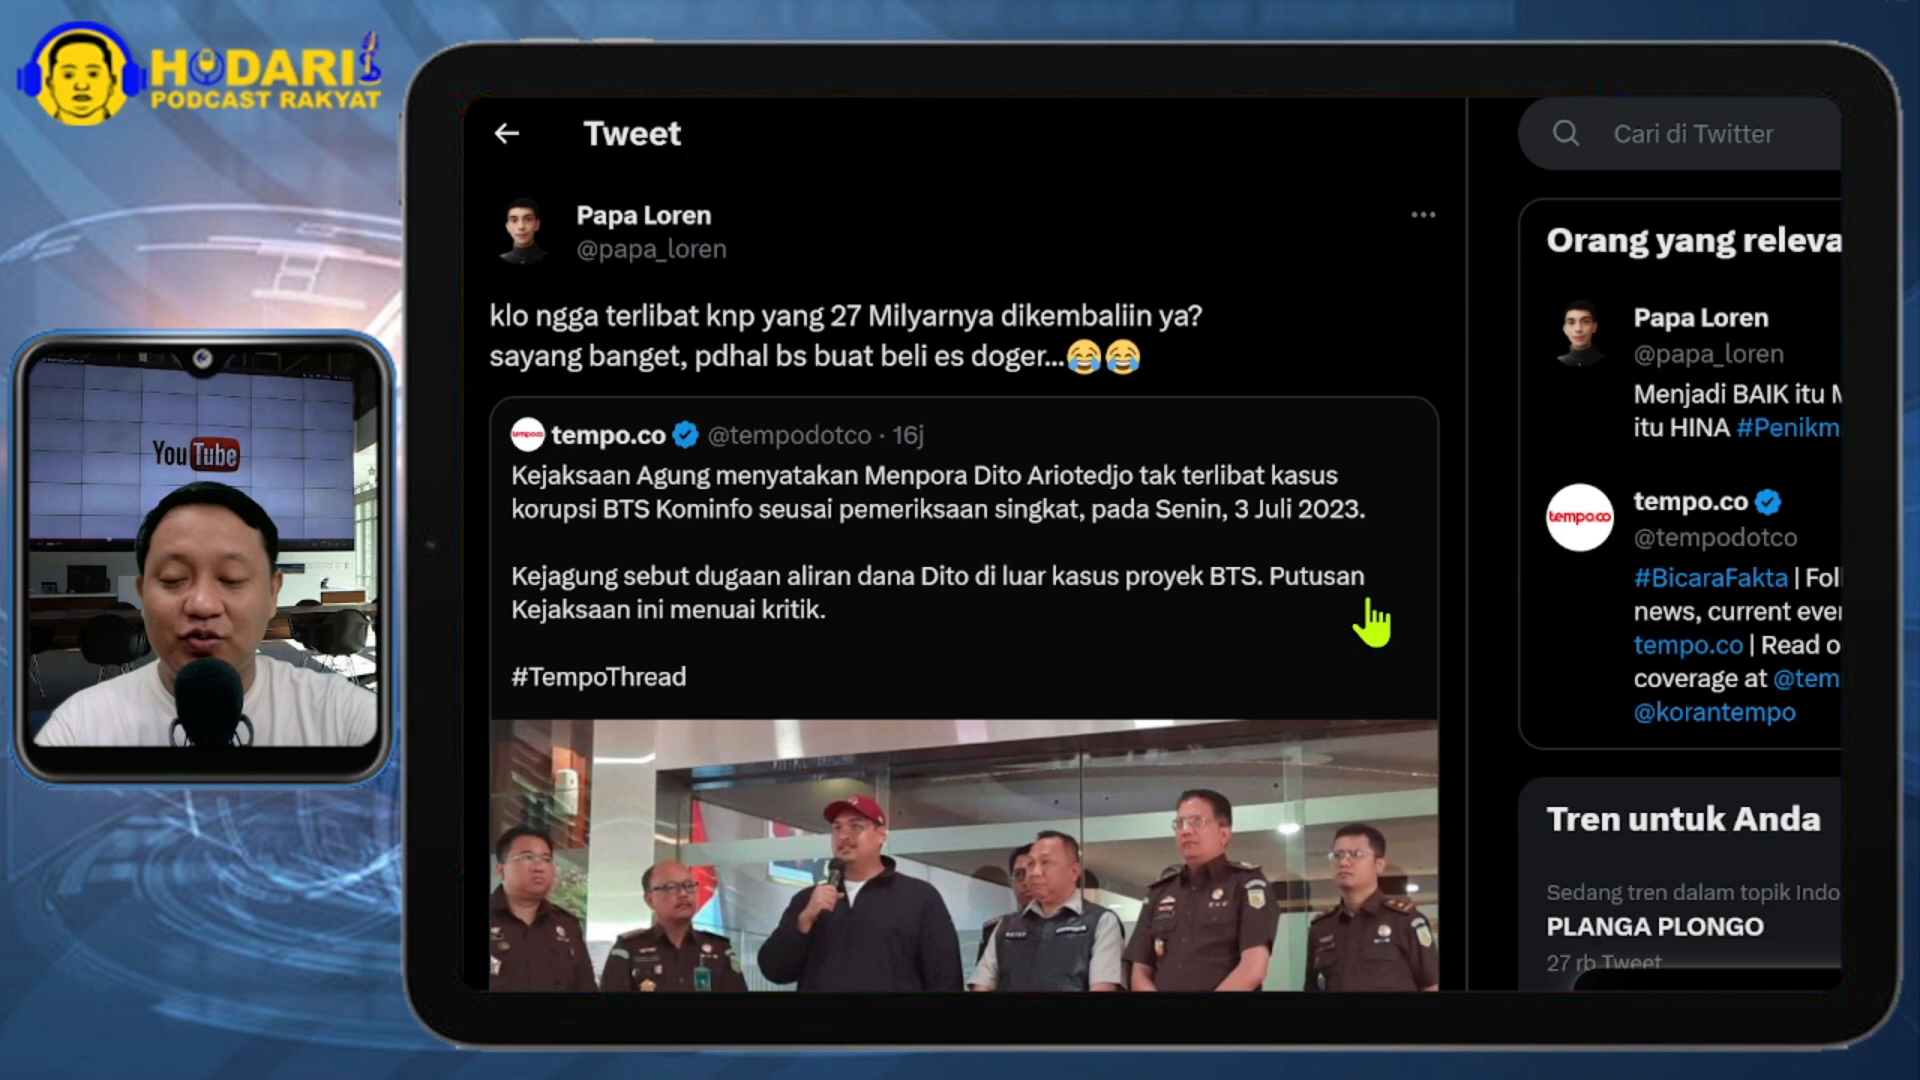 HODARI
PODCAST RAKYAT
YouTube
Tweet
Papa Loren
@papa_loren
klo ngga terlibat knp yang 27 Milyarnya dikembaliin ya?
sayang banget, pdhal bs buat beli es doger...😂😂
tempo.co @tempodotco · 16j
Kejaksaan Agung menyatakan Menpora Dito Ariotedjo tak terlibat kasus
korupsi BTS Kominfo seusai pemeriksaan singkat, pada Senin, 3 Juli 2023.
Kejagung sebut dugaan aliran dana Dito di luar kasus proyek BTS. Putusan
Kejaksaan ini menuai kritik.
#TempoThread
Cari di Twitter
Orang yang releva
Papa Loren
@papa_loren
Menjadi BAIK itu M
itu HINA #Penikm
tempo.co
tempo.co
@tempodotco
#BicaraFakta | Fol
news, current ever
tempo.co | Read o
coverage at @tem
@korantempo
Tren untuk Anda
Sedang tren dalam topik Indo
PLANGA PLONGO
27 rb Tweet